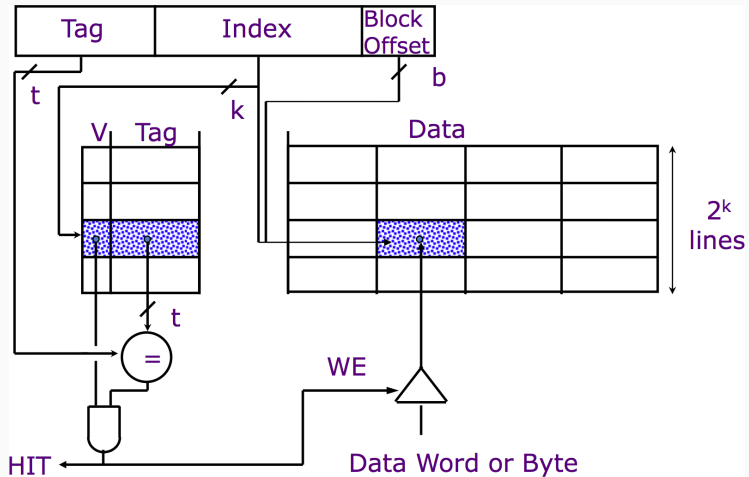 Tag
Index
Block
Offset
t
k
b
V
Tag
Data
2ᵏ
lines
t
=
WE
HIT
Data Word or Byte